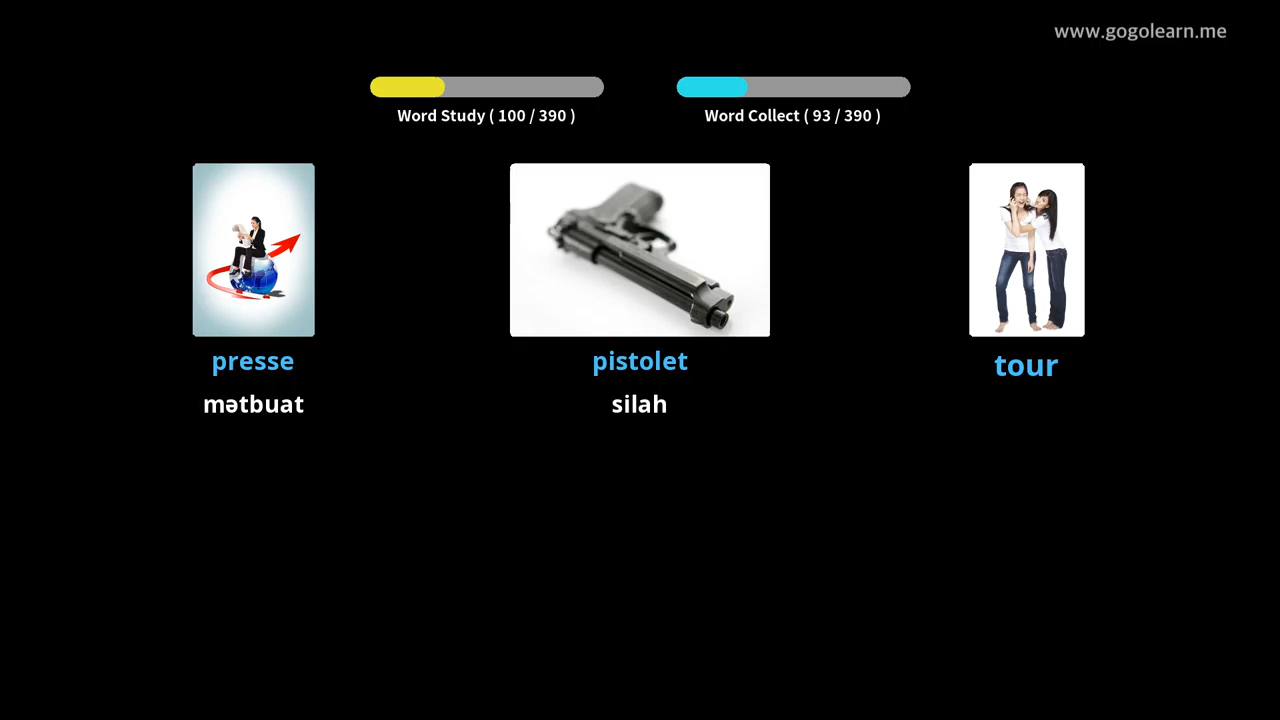 www.gogolearn.me
Word Study ( 100 / 390 )
Word Collect ( 93 / 390 )
presse
mətbuat
pistolet
silah
tour